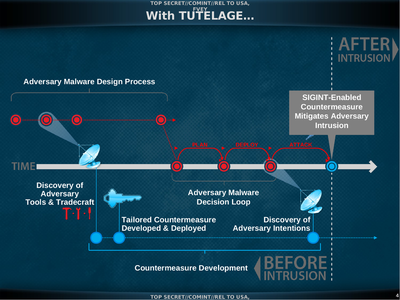 TOP SECRET//COMINT//REL TO USA,
FVEY
With TUTELAGE...
AFTER
INTRUSION
Adversary Malware Design Process
SIGINT-Enabled
Countermeasure
Mitigates Adversary
Intrusion
PLAN
DEPLOY
ATTACK
TIME
Discovery of
Adversary
Tools & Tradecraft
Adversary Malware
Decision Loop
Tailored Countermeasure
Developed & Deployed
Discovery of
Adversary Intentions
Countermeasure Development
BEFORE
INTRUSION
TOP SECRET//COMINT//REL TO USA,